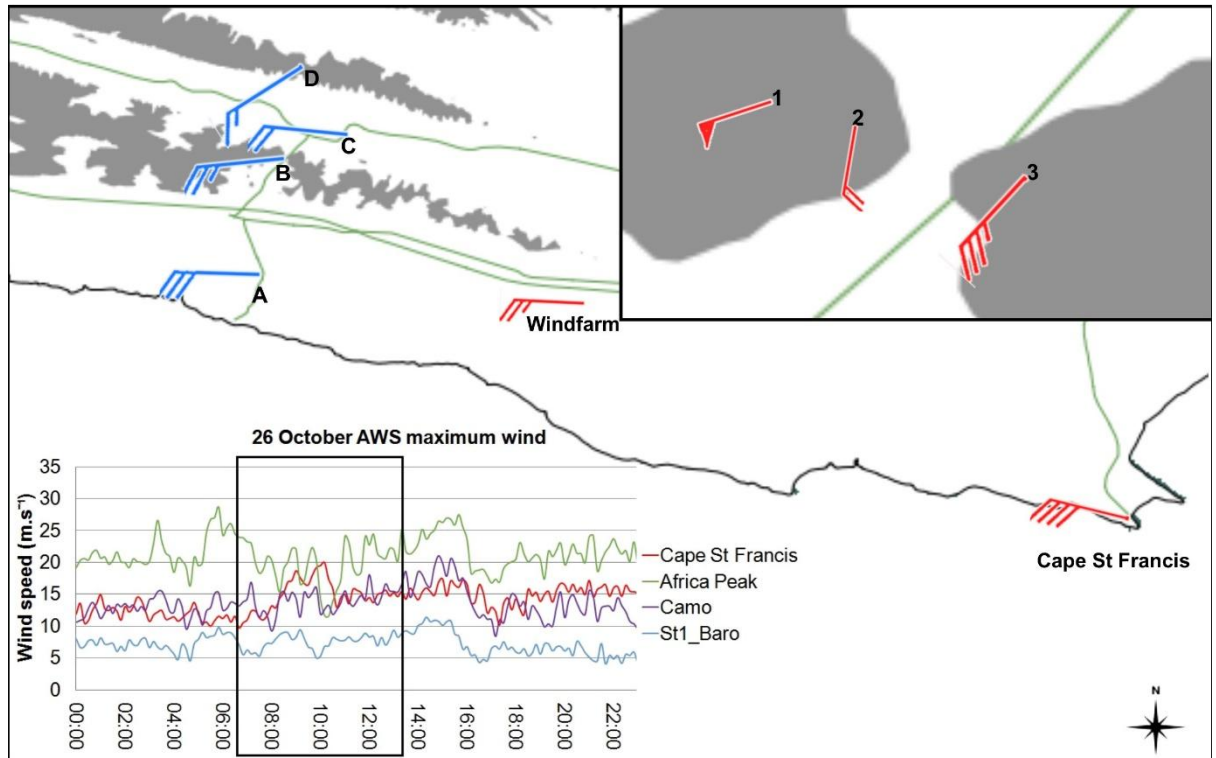 D
C
B
A
1
2
3
Windfarm
Cape St Francis
26 October AWS maximum wind
Wind speed (m.s⁻¹)
35
30
25
20
15
10
5
0
00:00
02:00
04:00
06:00
08:00
10:00
12:00
14:00
16:00
18:00
20:00
22:00
Cape St Francis
Africa Peak
Camo
St1_Baro
N